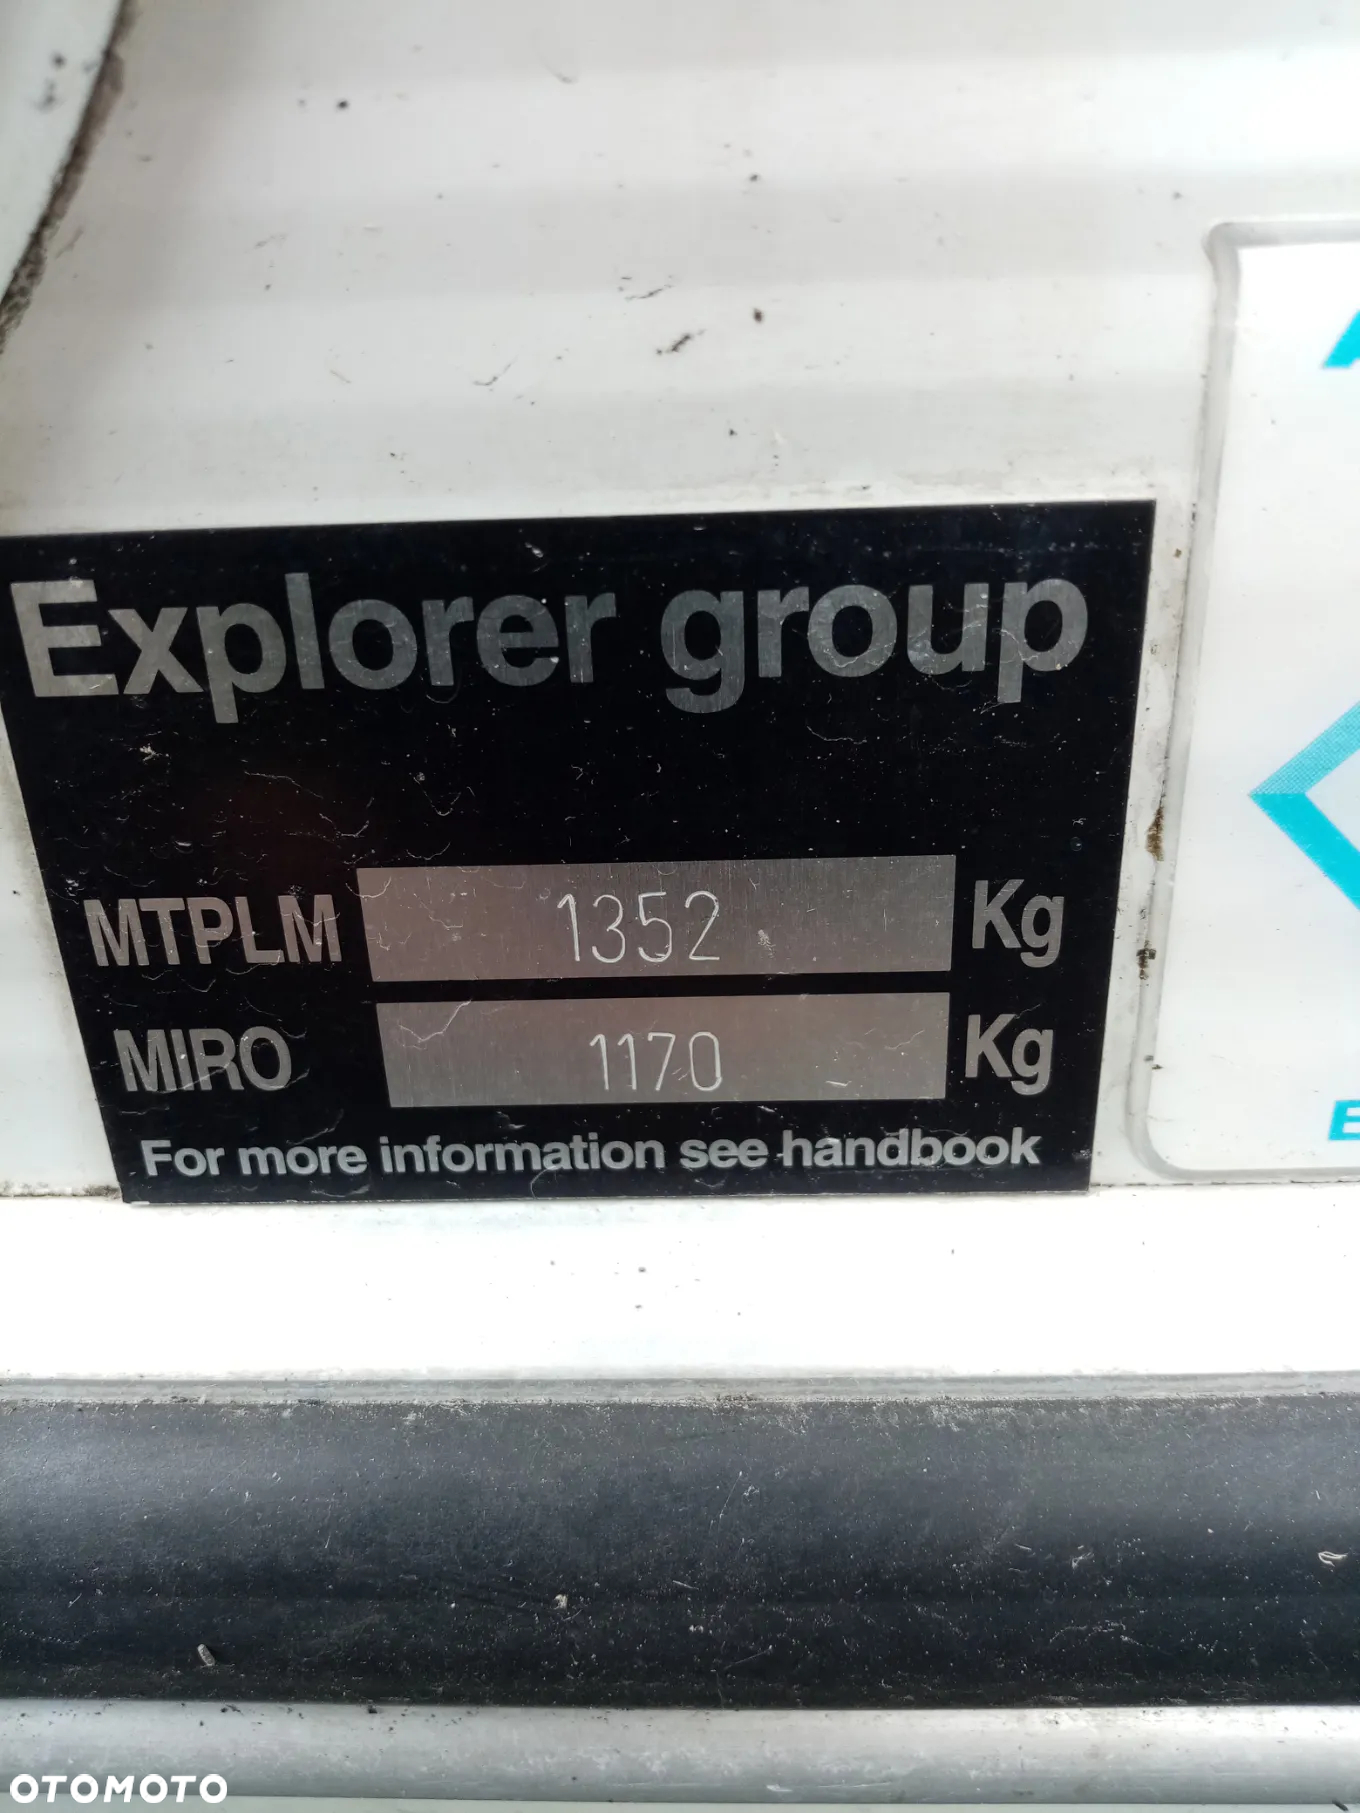 Explorer group
MTPLM 1352 Kg
MIRO 1170 Kg
For more information see handbook
OTOMOTO